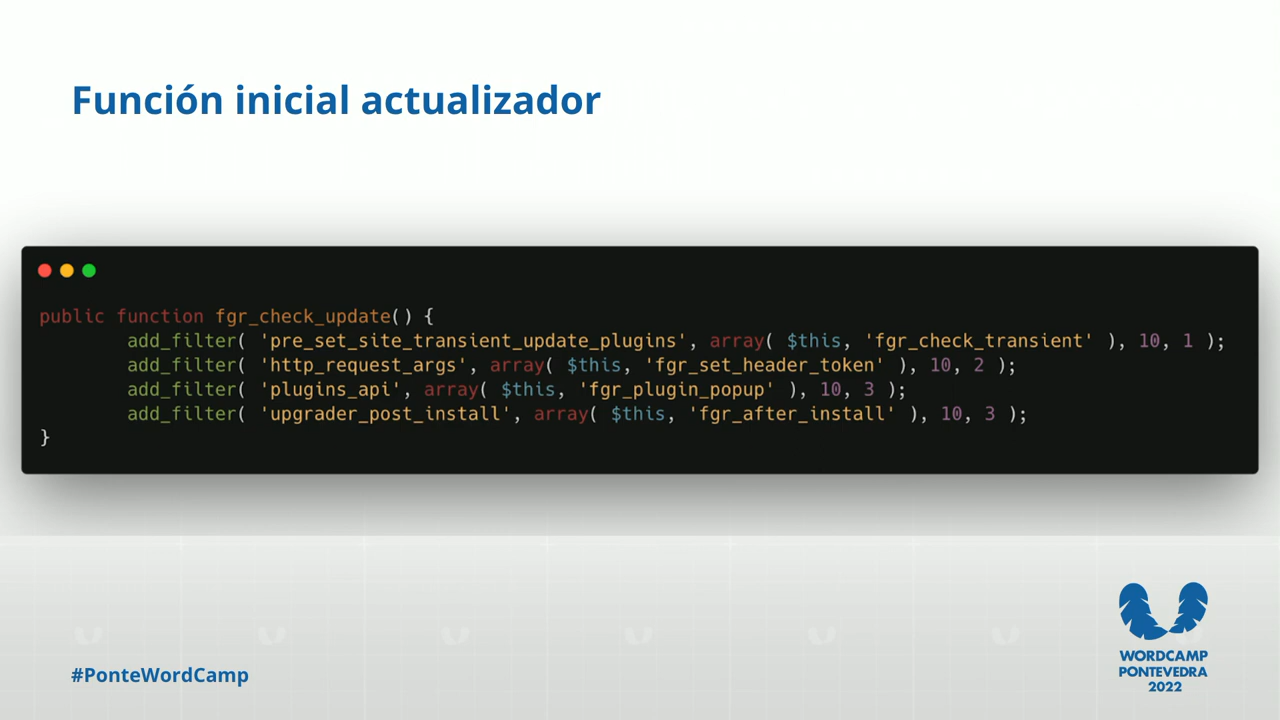 Función inicial actualizador
public function fgr_check_update() {
add_filter( 'pre_set_site_transient_update_plugins', array( $this, 'fgr_check_transient' ), 10, 1 );
add_filter( 'http_request_args', array( $this, 'fgr_set_header_token' ), 10, 2 );
add_filter( 'plugins_api', array( $this, 'fgr_plugin_popup' ), 10, 3 );
add_filter( 'upgrader_post_install', array( $this, 'fgr_after_install' ), 10, 3 );
}
#PonteWordCamp
WORDCAMP
PONTEVEDRA
2022